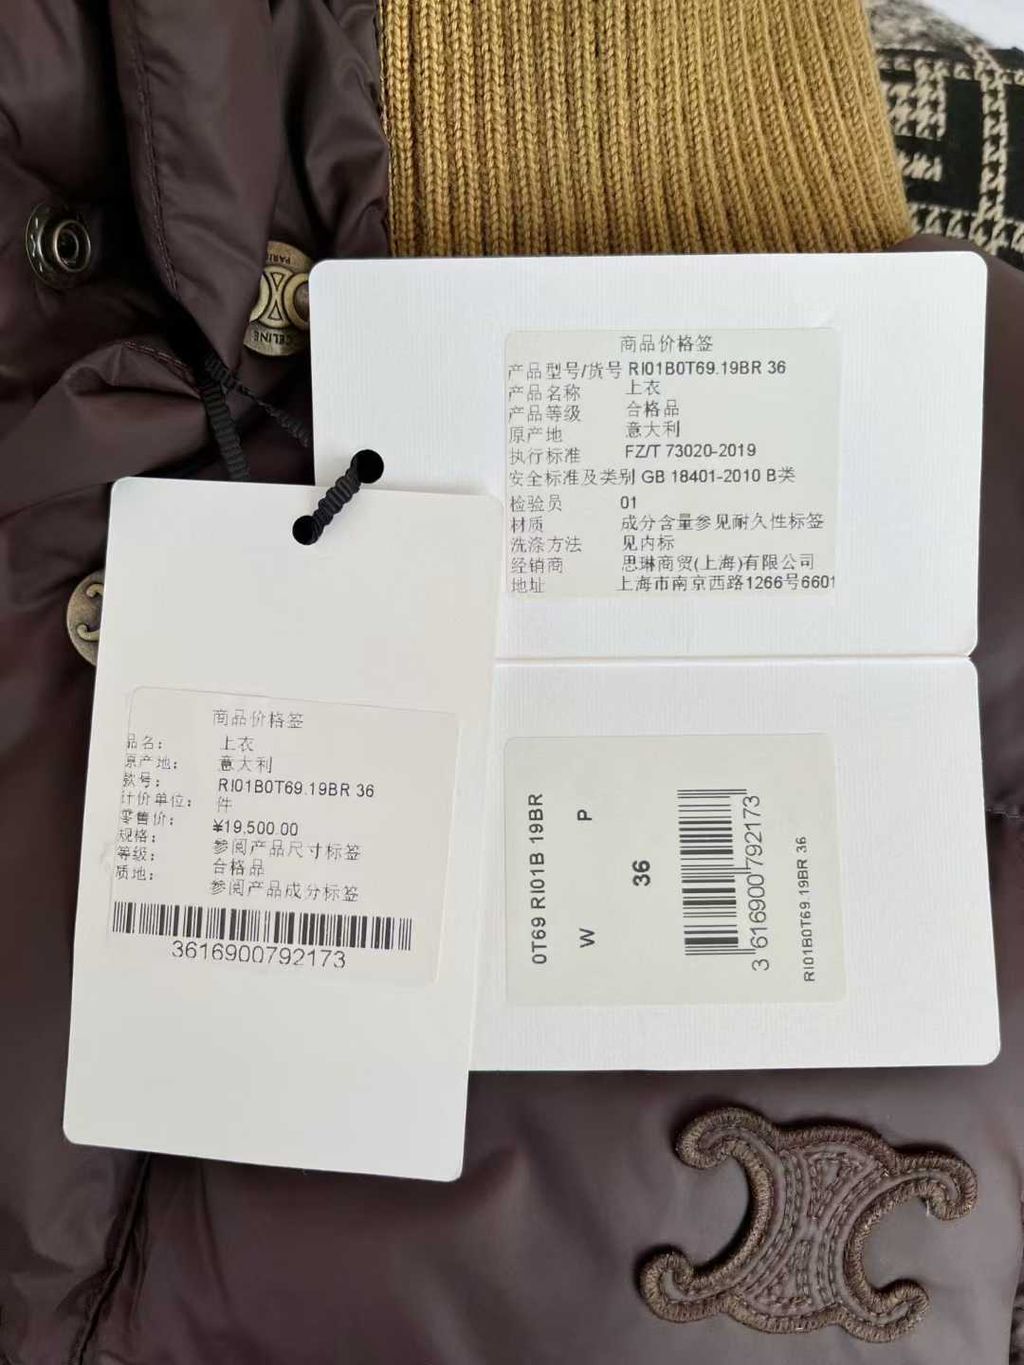 PARIS
CELINE
商品价格签
产品型号/货号 RI01B0T69.19BR 36
产品名称 上衣
产品等级 合格品
原产地 意大利
执行标准 FZ/T 73020-2019
安全标准及类别 GB 18401-2010 B类
检验员 01
材质 成分含量参见耐久性标签
洗涤方法 见内标
经销商 思琳商贸(上海)有限公司
地址 上海市南京西路1266号6601
商品价格签
品名: 上衣
原产地: 意大利
款号: RI01B0T69.19BR 36
计价单位: 件
零售价: ¥19,500.00
规格: 参阅产品尺寸标签
等级: 合格品
质地: 参阅产品成分标签
3616900792173
0T69 RI01B 19BR
W P
36
3 616900 792173
RI01B0T69.19BR 36